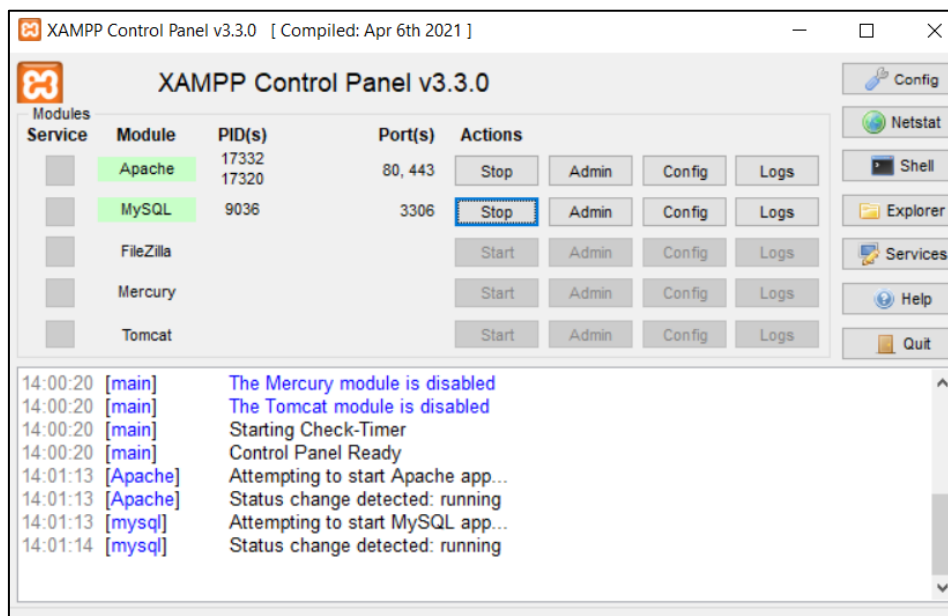 XAMPP Control Panel v3.3.0 [ Compiled: Apr 6th 2021 ]
XAMPP Control Panel v3.3.0
Config
Modules
Service Module PID(s) Port(s) Actions
Netstat
Apache 17332 17320 80, 443 Stop Admin Config Logs
Shell
MySQL 9036 3306 Stop Admin Config Logs
Explorer
FileZilla Start Admin Config Logs
Services
Mercury Start Admin Config Logs
Help
Tomcat Start Admin Config Logs
Quit
14:00:20 [main] The Mercury module is disabled
14:00:20 [main] The Tomcat module is disabled
14:00:20 [main] Starting Check-Timer
14:00:20 [main] Control Panel Ready
14:01:13 [Apache] Attempting to start Apache app...
14:01:13 [Apache] Status change detected: running
14:01:13 [mysql] Attempting to start MySQL app...
14:01:14 [mysql] Status change detected: running